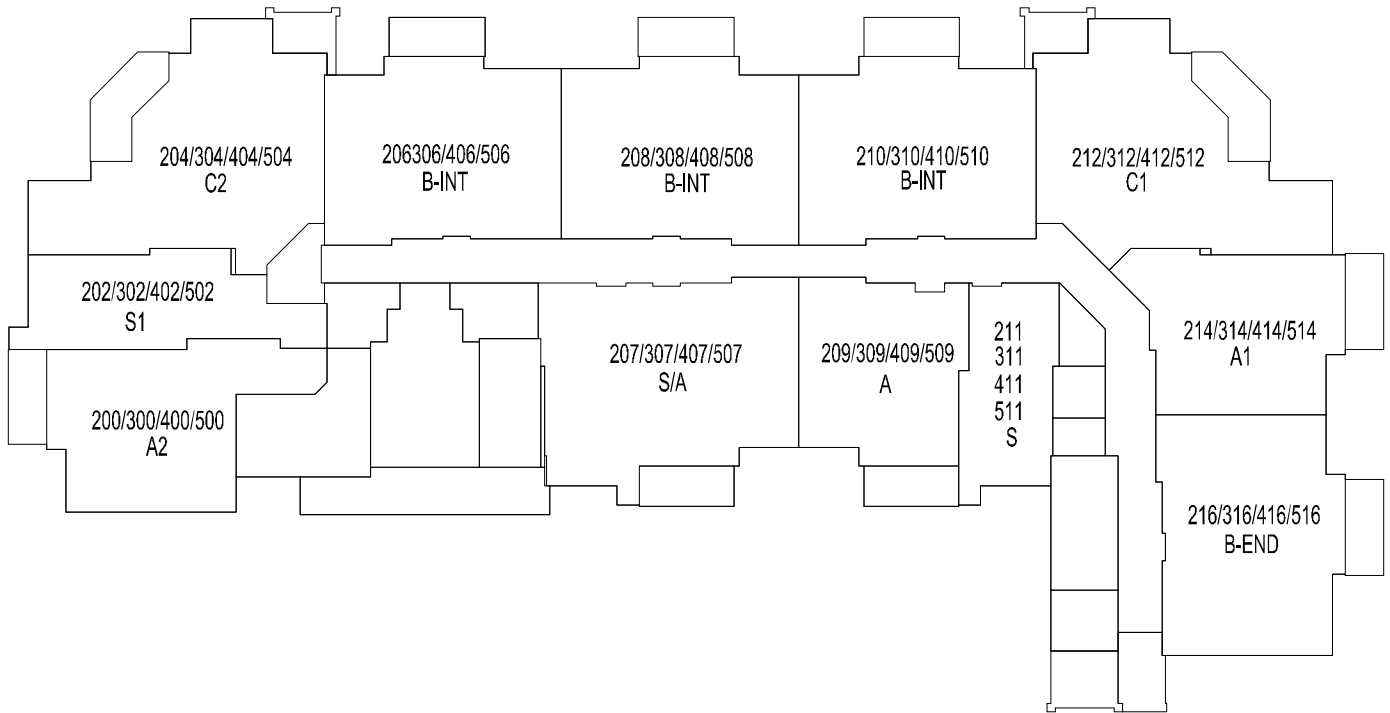 204/304/404/504
C2
206306/406/506
B-INT
208/308/408/508
B-INT
210/310/410/510
B-INT
212/312/412/512
C1
202/302/402/502
S1
200/300/400/500
A2
207/307/407/507
S/A
209/309/409/509
A
211
311
411
511
S
214/314/414/514
A1
216/316/416/516
B-END